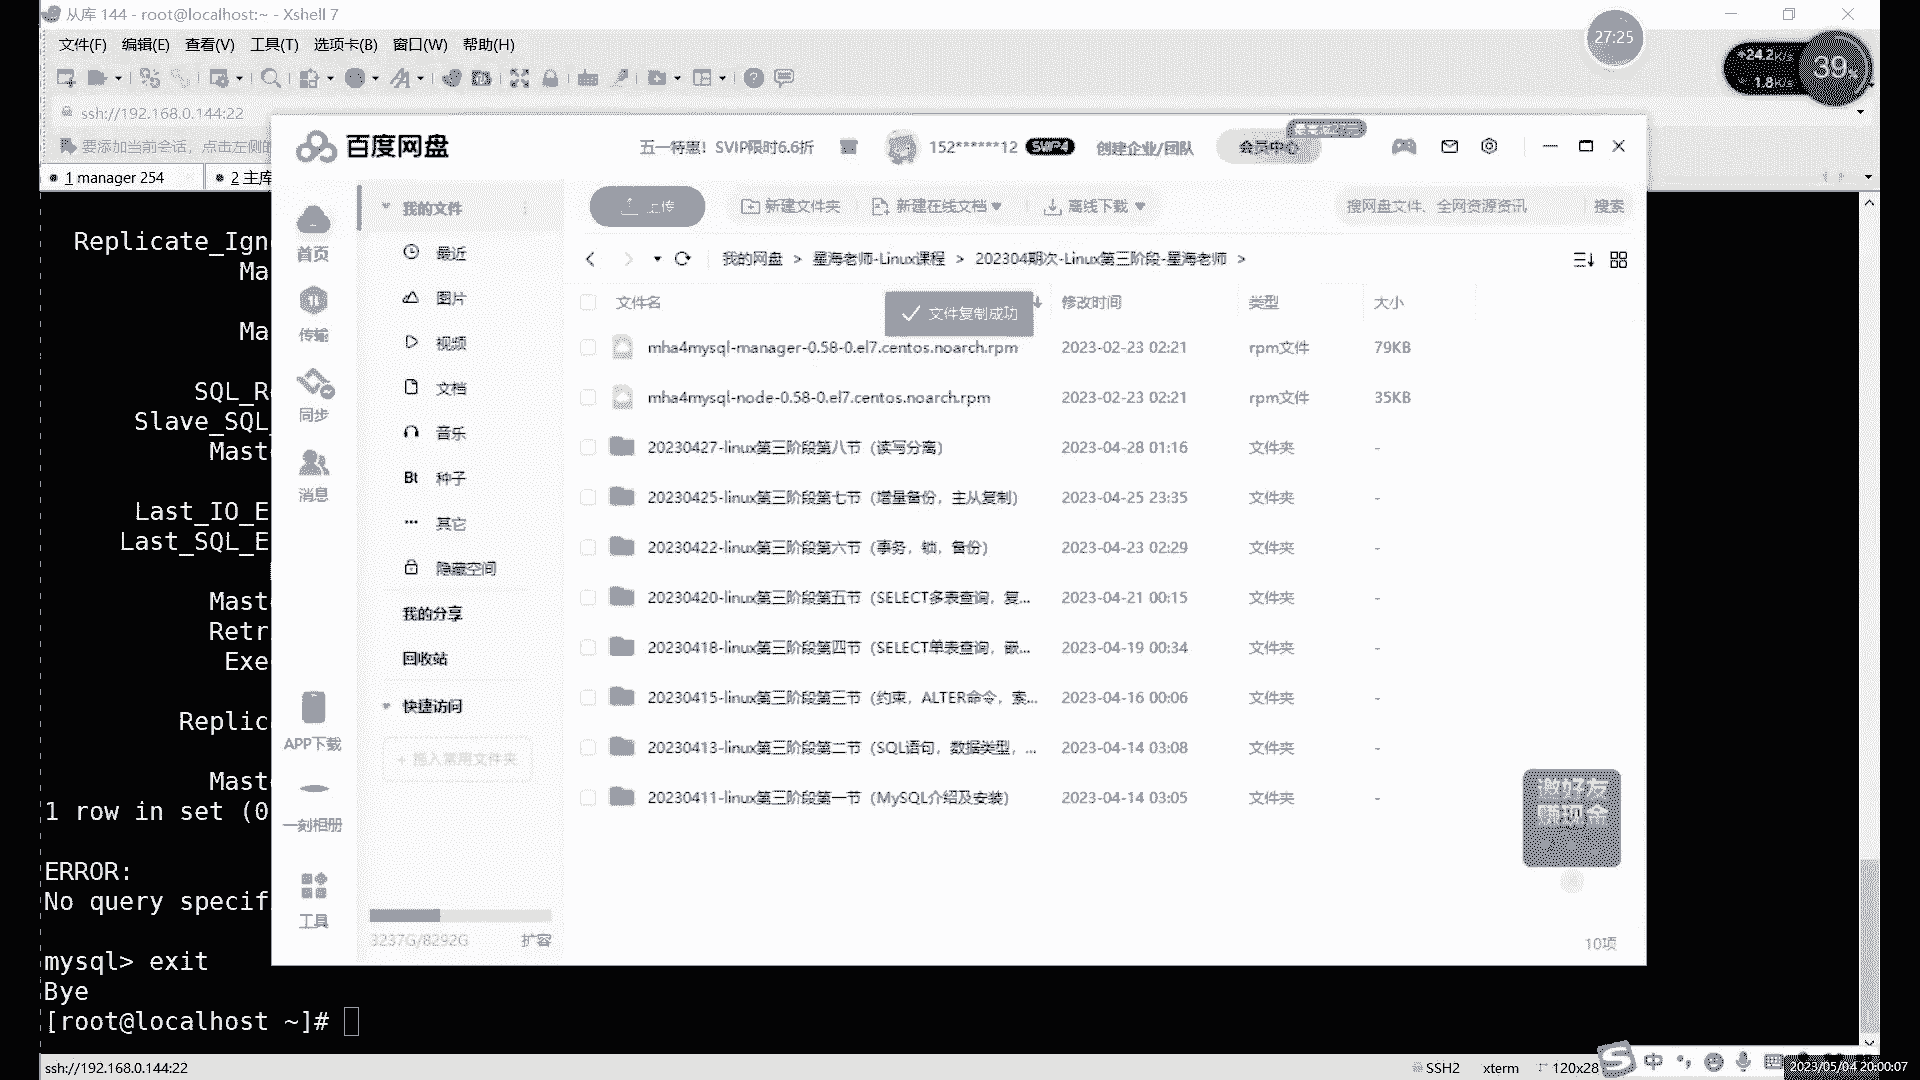 从库 144 - root@localhost:~ - Xshell 7
文件(F) 编辑(E) 查看(V) 工具(T) 选项卡(B) 窗口(W) 帮助(H)
27:25
24.2K/s
1.8K/s
39
ssh://192.168.0.144:22
要添加当前会话，点击左侧的
1 manager 254
2 主库
百度网盘
五一特惠！SVIP限时6.6折
152******12
SVIP4
创建企业/团队
会员中心
首页
传输
同步
消息
APP下载
一刻相册
工具
我的文件
最近
图片
视频
文档
音乐
Bt 种子
其它
隐藏空间
我的分享
回收站
快速访问
+ 拖入常用文件夹
3237G/8292G 扩容
上传
新建文件夹
新建在线文档
离线下载
搜网盘文件、全网资源资讯
搜索
我的网盘 > 星海老师-Linux课程 > 202304期次-Linux第三阶段-星海老师 >
文件名 修改时间 类型 大小
文件复制成功
mha4mysql-manager-0.58-0.el7.centos.noarch.rpm 2023-02-23 02:21 rpm文件 79KB
mha4mysql-node-0.58-0.el7.centos.noarch.rpm 2023-02-23 02:21 rpm文件 35KB
20230427-linux第三阶段第八节（读写分离） 2023-04-28 01:16 文件夹 -
20230425-linux第三阶段第七节（增量备份，主从复制） 2023-04-25 23:35 文件夹 -
20230422-linux第三阶段第六节（事务，锁，备份） 2023-04-23 02:29 文件夹 -
20230420-linux第三阶段第五节（SELECT多表查询，复... 2023-04-21 00:15 文件夹 -
20230418-linux第三阶段第四节（SELECT单表查询，嵌... 2023-04-19 00:34 文件夹 -
20230415-linux第三阶段第三节（约束，ALTER命令，索... 2023-04-16 00:06 文件夹 -
20230413-linux第三阶段第二节（SQL语句，数据类型，... 2023-04-14 03:08 文件夹 -
20230411-linux第三阶段第一节（MySQL介绍及安装） 2023-04-14 03:05 文件夹 -
邀好友
赚现金
10项
Replicate_Ign
Ma
Ma
SQL_R
Slave_SQL
Mast
Last_IO_E
Last_SQL_E
Mast
Retr
Exe
Replic
Mast
1 row in set (0
ERROR:
No query specif
mysql> exit
Bye
[root@localhost ~]#
ssh://192.168.0.144:22
SSH2
xterm
120x28
中
2023/05/04 20:00:07